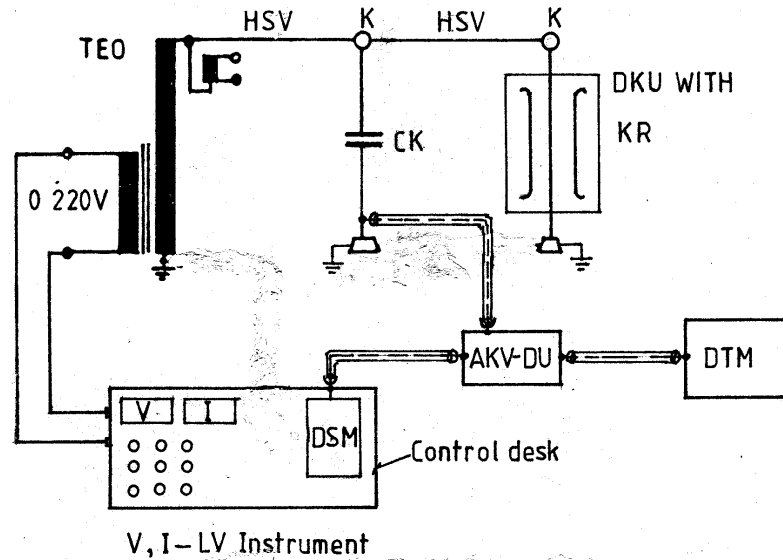 HSV K HSV K
TEO
DKU WITH
KR
CK
0 220V
AKV-DU
DTM
V I
DSM
Control desk
V, I-LV Instrument